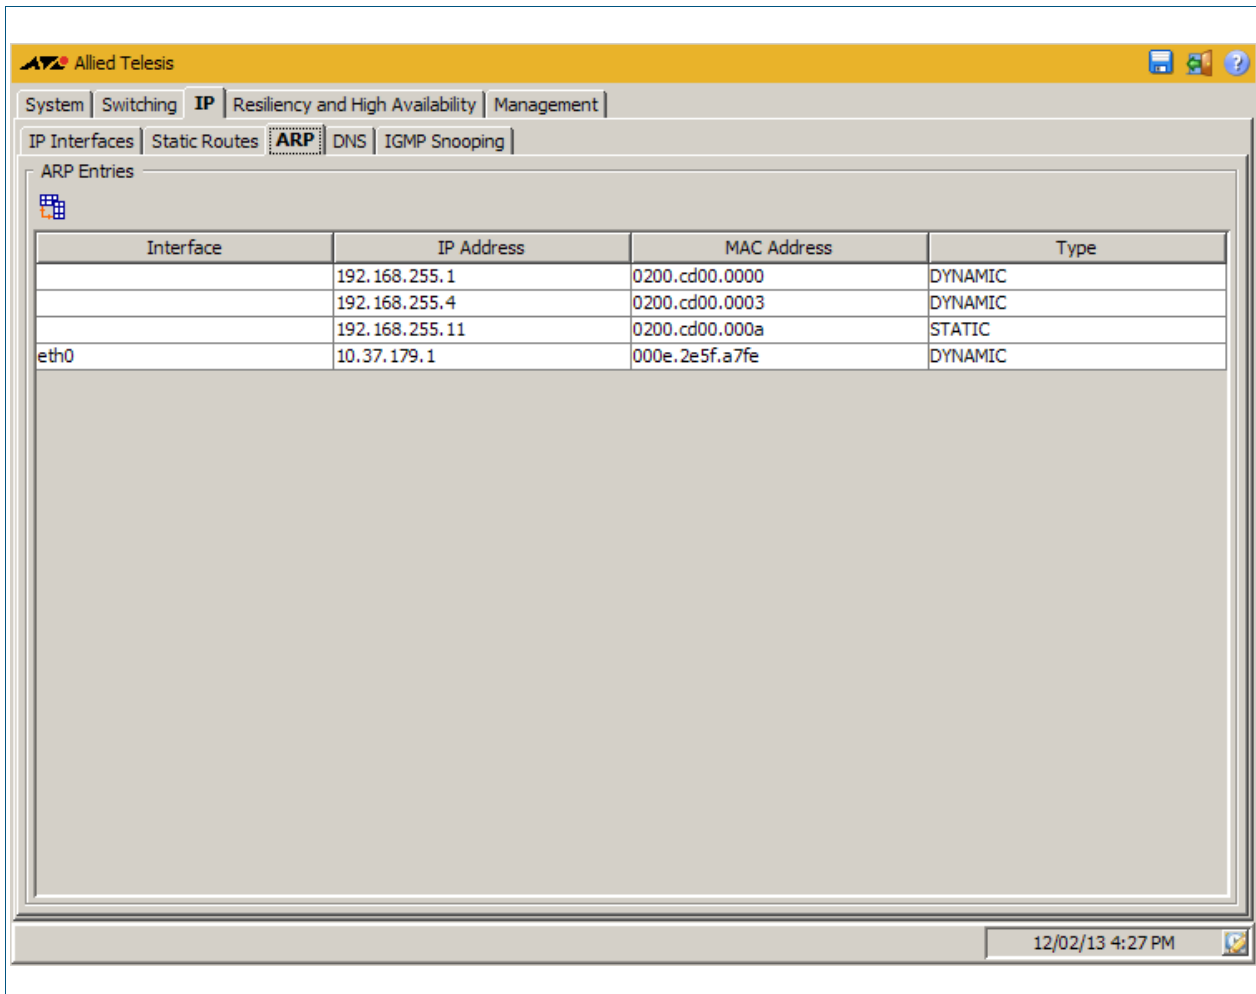 Allied Telesis
System Switching IP Resiliency and High Availability Management
IP Interfaces Static Routes ARP DNS IGMP Snooping
ARP Entries
Interface IP Address MAC Address Type
192.168.255.1 0200.cd00.0000 DYNAMIC
192.168.255.4 0200.cd00.0003 DYNAMIC
192.168.255.11 0200.cd00.000a STATIC
eth0 10.37.179.1 000e.2e5f.a7fe DYNAMIC
12/02/13 4:27 PM